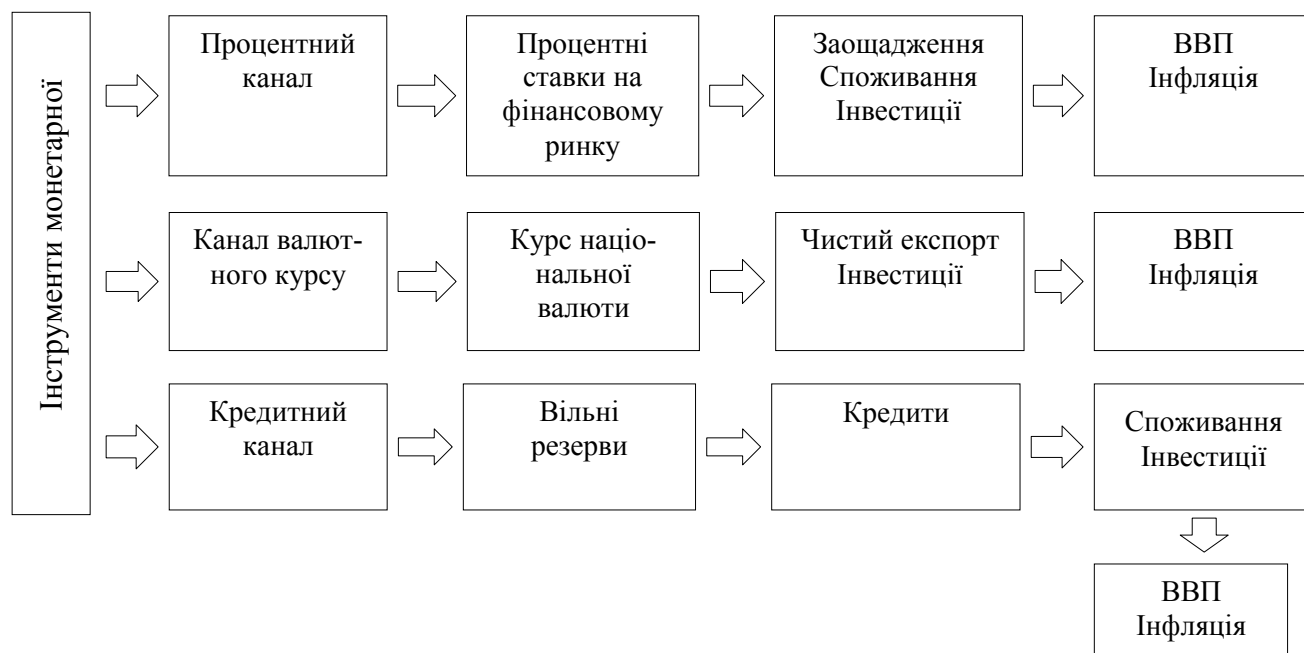 Інструменти монетарної
Процентний
канал
Процентні
ставки на
фінансовому
ринку
Заощадження
Споживання
Інвестиції
ВВП
Інфляція
Канал валют-
ного курсу
Курс націо-
нальної
валюти
Чистий експорт
Інвестиції
ВВП
Інфляція
Кредитний
канал
Вільні
резерви
Кредити
Споживання
Інвестиції
ВВП
Інфляція